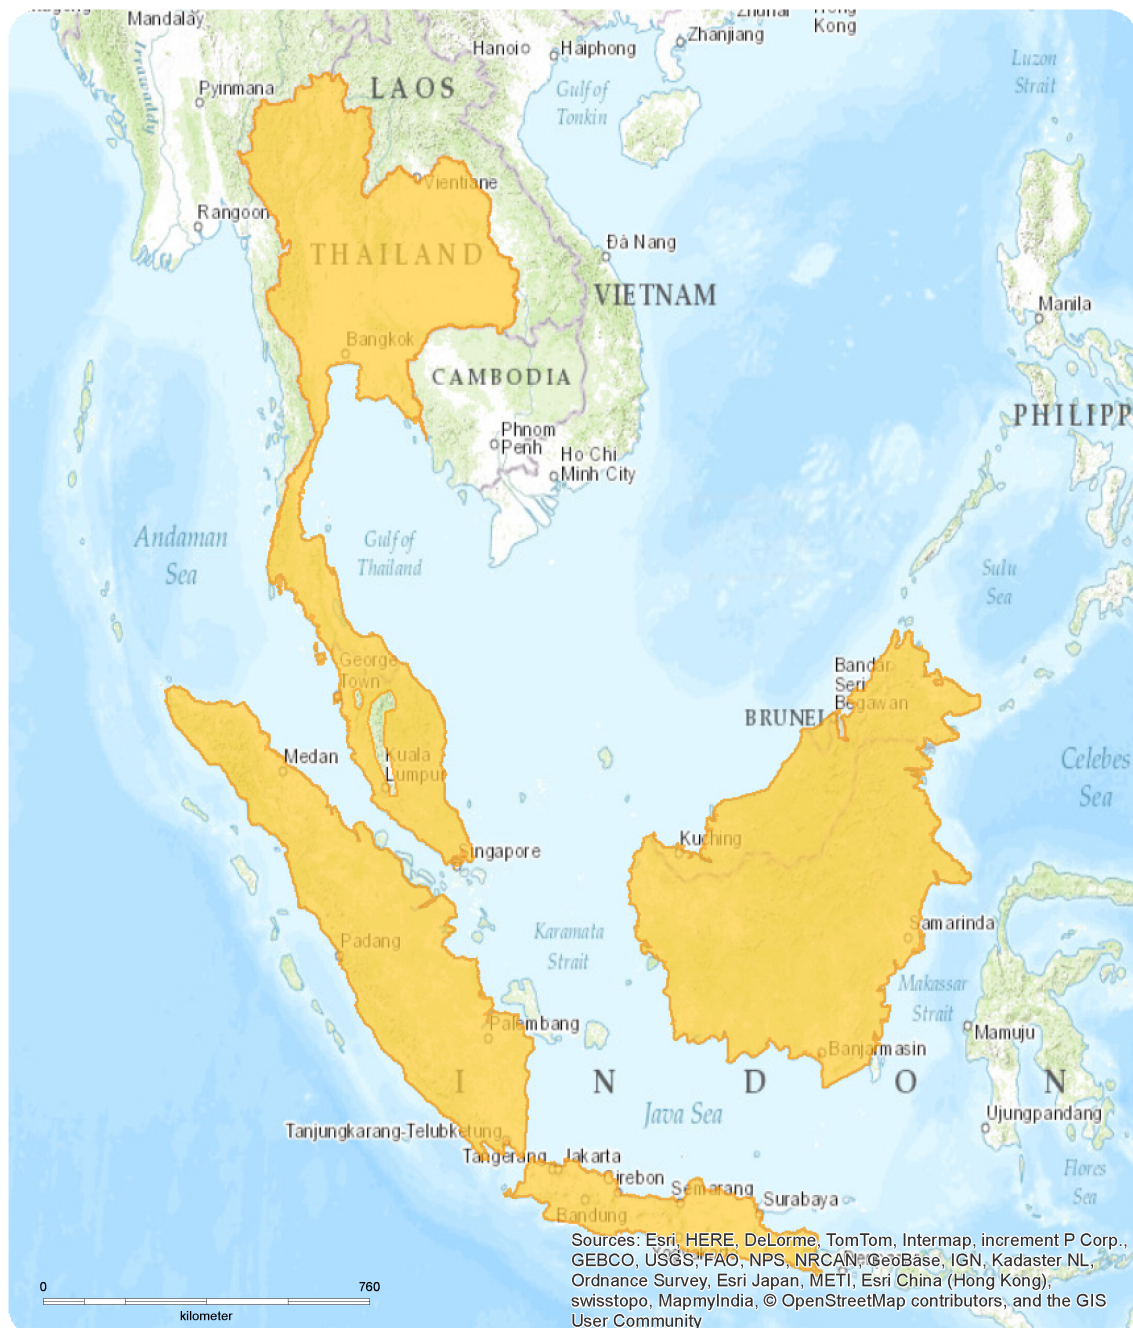 Mandalay
Hanoi
Haiphong
Zhanjiang
Hong
Kong
Luzon
Strait
LAOS
Gulf of
Tonkin
Pyinmana
Irrawaddy
Vientiane
Rangoon
THAILAND
Đà Nang
VIETNAM
Manila
Bangkok
CAMBODIA
PHILIPP
Phnom
Penh
Ho Chi
Minh City
Andaman
Sea
Gulf of
Thailand
Sulu
Sea
George
Town
Bandar
Seri
Begawan
BRUNEI
Medan
Kuala
Lumpur
Celebes
Sea
Kuching
Singapore
Samarinda
Padang
Karamata
Strait
Makassar
Strait
Palembang
Mamuju
Banjarmasin
I N D O N
Java Sea
Ujungpandang
Tanjungkarang-Telubketung
Tangerang
Jakarta
Cirebon
Semarang
Surabaya
Flores
Sea
Bandung
Sources: Esri, HERE, DeLorme, TomTom, Intermap, increment P Corp.,
GEBCO, USGS, FAO, NPS, NRCAN, GeoBase, IGN, Kadaster NL,
Ordnance Survey, Esri Japan, METI, Esri China (Hong Kong),
swisstopo, MapmyIndia, © OpenStreetMap contributors, and the GIS
User Community
0 760
kilometer